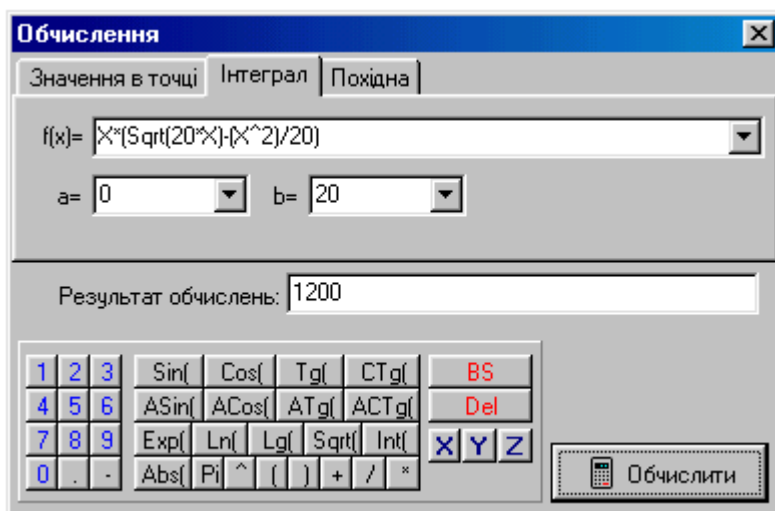 Обчислення
Значення в точці Інтеграл Похідна
f(x)= X*(Sqrt(20*X)-(X^2)/20)
a= 0 b= 20
Результат обчислень: 1200
1 2 3 Sin( Cos( Tg( CTg( BS
4 5 6 ASin( ACos( ATg( ACTg( Del
7 8 9 Exp( Ln( Lg( Sqrt( Int( X Y Z
0 . - Abs( Pi ^ ( ) + / * Обчислити